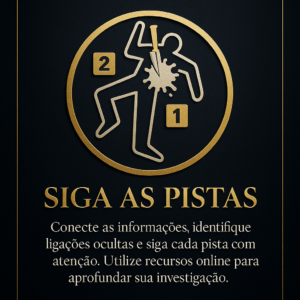 2
1
SIGA AS PISTAS
Conecte as informações, identifique
ligações ocultas e siga cada pista com
atenção. Utilize recursos online para
aprofundar sua investigação.